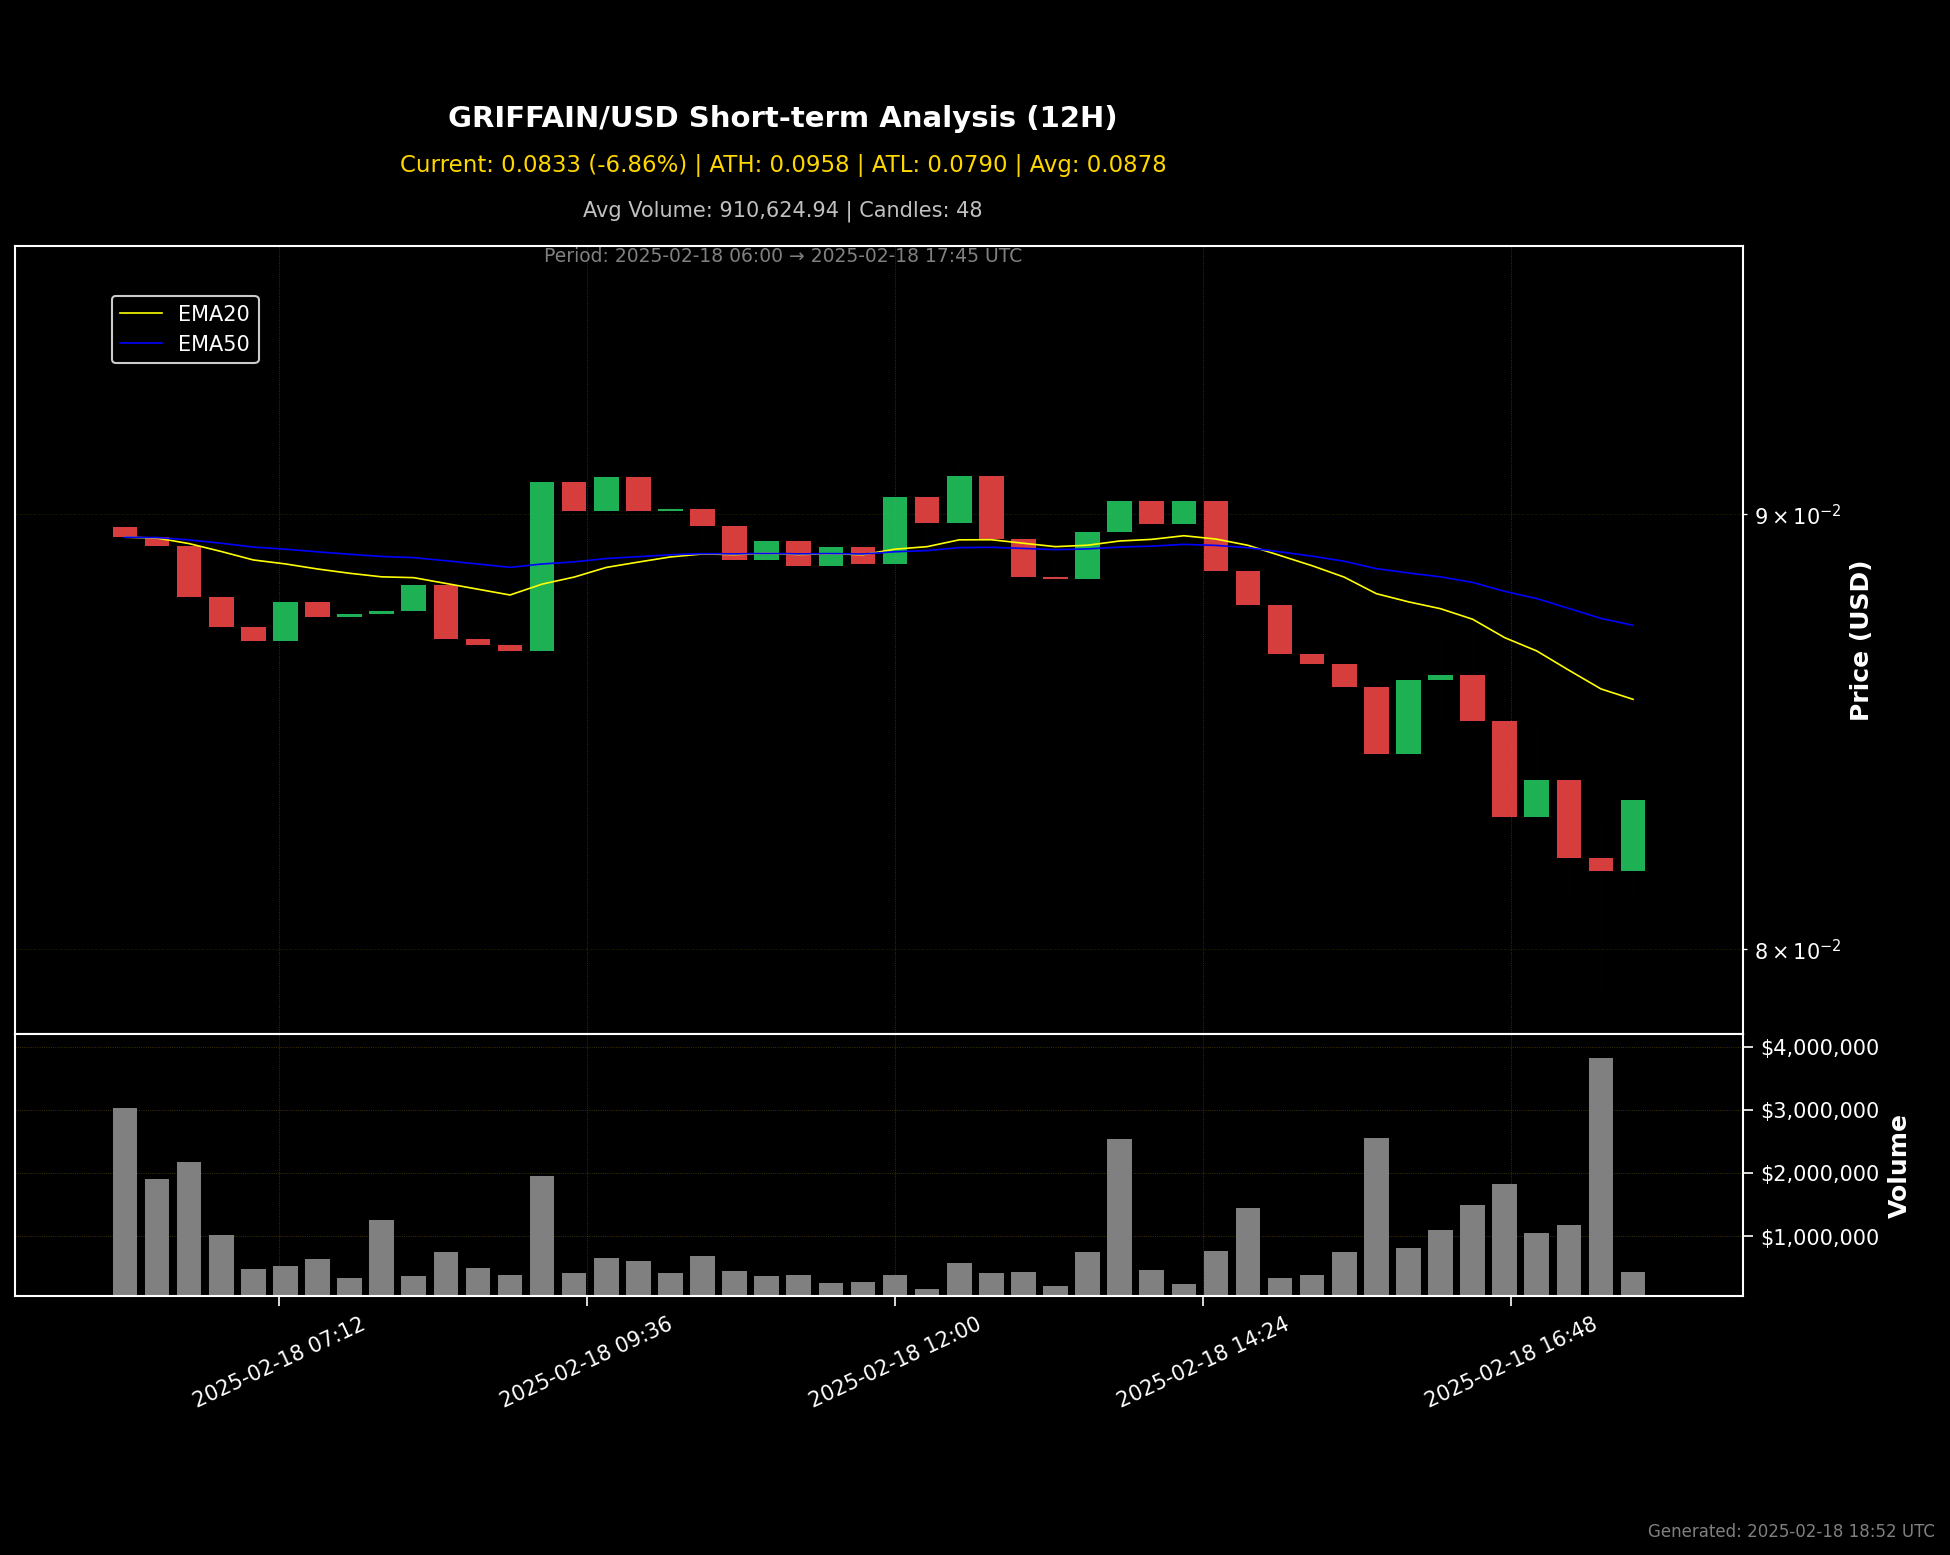 GRIFFAIN/USD Short-term Analysis (12H)
Current: 0.0833 (-6.86%) | ATH: 0.0958 | ATL: 0.0790 | Avg: 0.0878
Avg Volume: 910,624.94 | Candles: 48
Period: 2025-02-18 06:00 → 2025-02-18 17:45 UTC
EMA20
EMA50
9 × 10⁻²
8 × 10⁻²
Price (USD)
$4,000,000
$3,000,000
$2,000,000
$1,000,000
Volume
2025-02-18 07:12
2025-02-18 09:36
2025-02-18 12:00
2025-02-18 14:24
2025-02-18 16:48
Generated: 2025-02-18 18:52 UTC